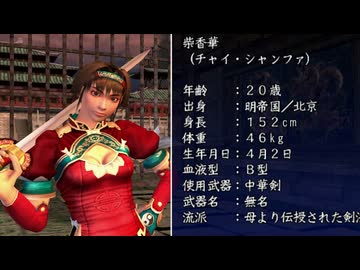 柴香華
(チャイ・シャンファ)
年齢 : 20歳
出身 : 明帝国/北京
身長 : 152cm
体重 : 46kg
生年月日 : 4月2日
血液型 : B型
使用武器 : 中華剣
武器名 : 無名
流派 : 母より伝授された剣